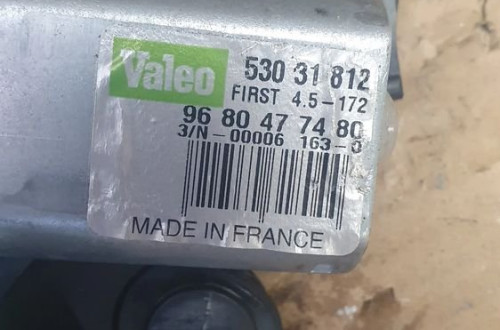 Valeo 530 31 812
FIRST 4.5-172
96 80 47 74 80
3/N-00006 163-0
MADE IN FRANCE